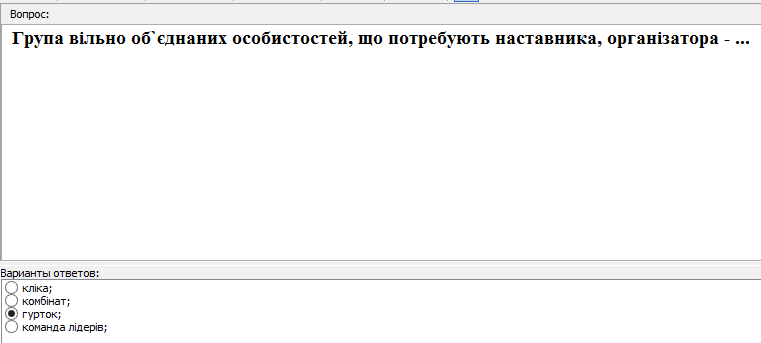 Вопрос:
Група вільно об`єднаних особистостей, що потребують наставника, організатора - ...
Варианты ответов:
кліка;
комбінат;
гурток;
команда лідерів;